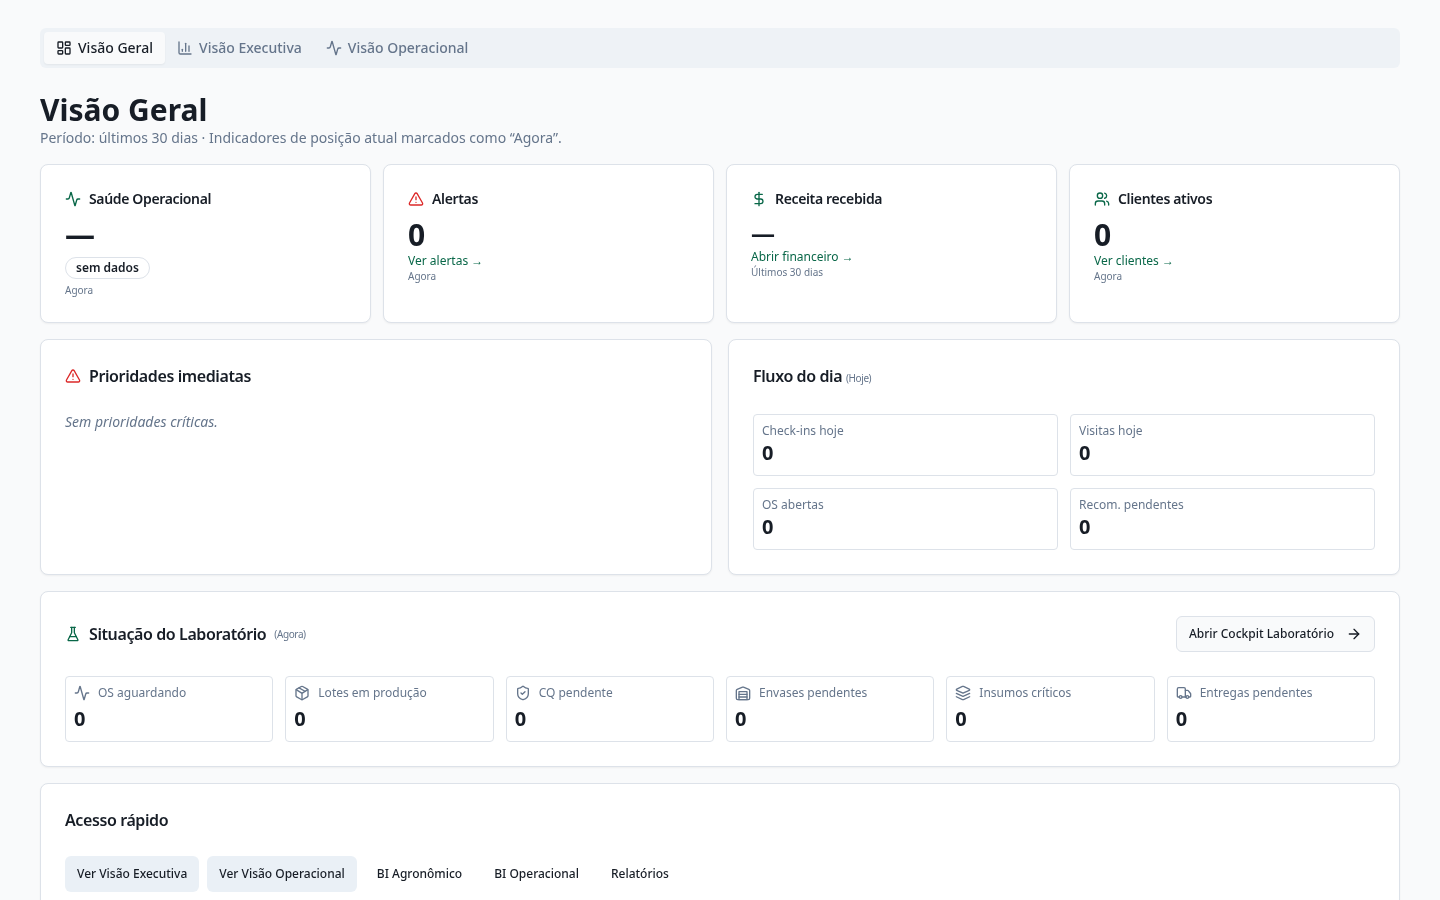 Visão Geral
Visão Executiva
Visão Operacional
Visão Geral
Período: últimos 30 dias · Indicadores de posição atual marcados como “Agora”.
Saúde Operacional
—
sem dados
Agora
Alertas
0
Ver alertas →
Agora
Receita recebida
—
Abrir financeiro →
Últimos 30 dias
Clientes ativos
0
Ver clientes →
Agora
Prioridades imediatas
Sem prioridades críticas.
Fluxo do dia (Hoje)
Check-ins hoje
0
Visitas hoje
0
OS abertas
0
Recom. pendentes
0
Situação do Laboratório (Agora)
Abrir Cockpit Laboratório
OS aguardando
0
Lotes em produção
0
CQ pendente
0
Envases pendentes
0
Insumos críticos
0
Entregas pendentes
0
Acesso rápido
Ver Visão Executiva
Ver Visão Operacional
BI Agronômico
BI Operacional
Relatórios